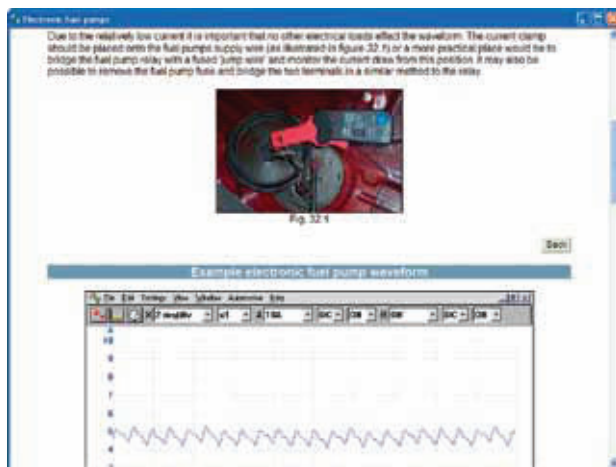 Electronic fuel pumps
Due to the relatively low current it is important that no other electrical loads effect the waveform. The current clamp
should be placed onto the fuel pumps supply wire (as illustrated in figure 32.1) or a more practical place would be to
bridge the fuel pump relay with a fused 'jump wire' and monitor the current draw from this position. It may also be
possible to remove the fuel pump fuse and bridge the two terminals in a similar method to the relay.
Fig. 32.1
Back
Example electronic fuel pump waveform
File Edit Settings View Window Automotive Help
x1 A DC Off B Off DC Off
10
9
8
7
6
5
4